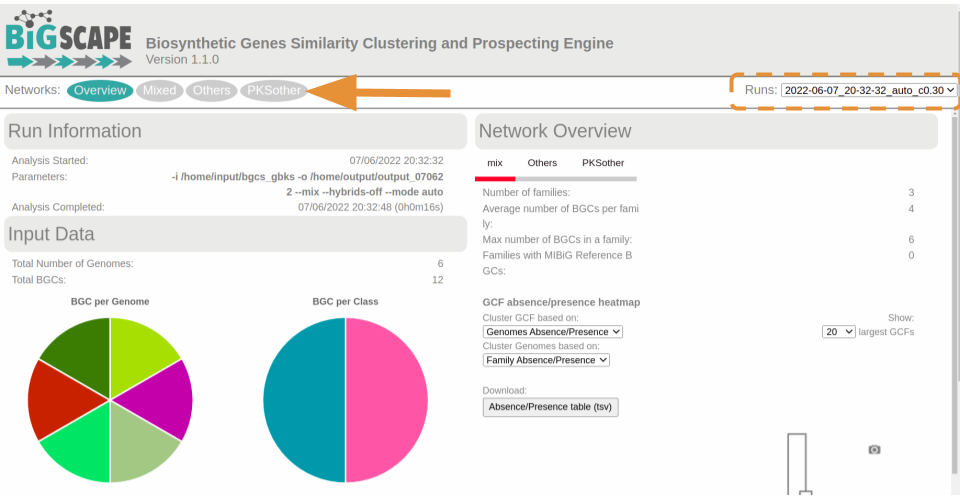 BiGSCAPE
Biosynthetic Genes Similarity Clustering and Prospecting Engine
Version 1.1.0
Networks: Overview Mixed Others PKSother
Runs: 2022-06-07_20-32-32_auto_c0.30
Run Information
Analysis Started: 07/06/2022 20:32:32
Parameters: -i /home/input/bgcs_gbks -o /home/output/output_07062
2 --mix --hybrids-off --mode auto
Analysis Completed: 07/06/2022 20:32:48 (0h0m16s)
Input Data
Total Number of Genomes: 6
Total BGCs: 12
BGC per Genome
BGC per Class
Network Overview
mix Others PKSother
Number of families: 3
Average number of BGCs per fami 4
ly:
Max number of BGCs in a family: 6
Families with MIBiG Reference B 0
GCs:
GCF absence/presence heatmap
Cluster GCF based on: Show:
Genomes Absence/Presence 20 largest GCFs
Cluster Genomes based on:
Family Absence/Presence
Download:
Absence/Presence table (tsv)